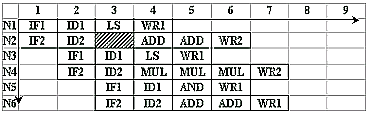 1 2 3 4 5 6 7 8 9
N1 IF1 ID1 LS WR1
N2 IF2 ID2 ADD ADD WR2
N3 IF1 ID1 LS WR1
N4 IF2 ID2 MUL MUL MUL WR2
N5 IF1 ID1 AND WR1
N6 IF2 ID2 ADD ADD WR1